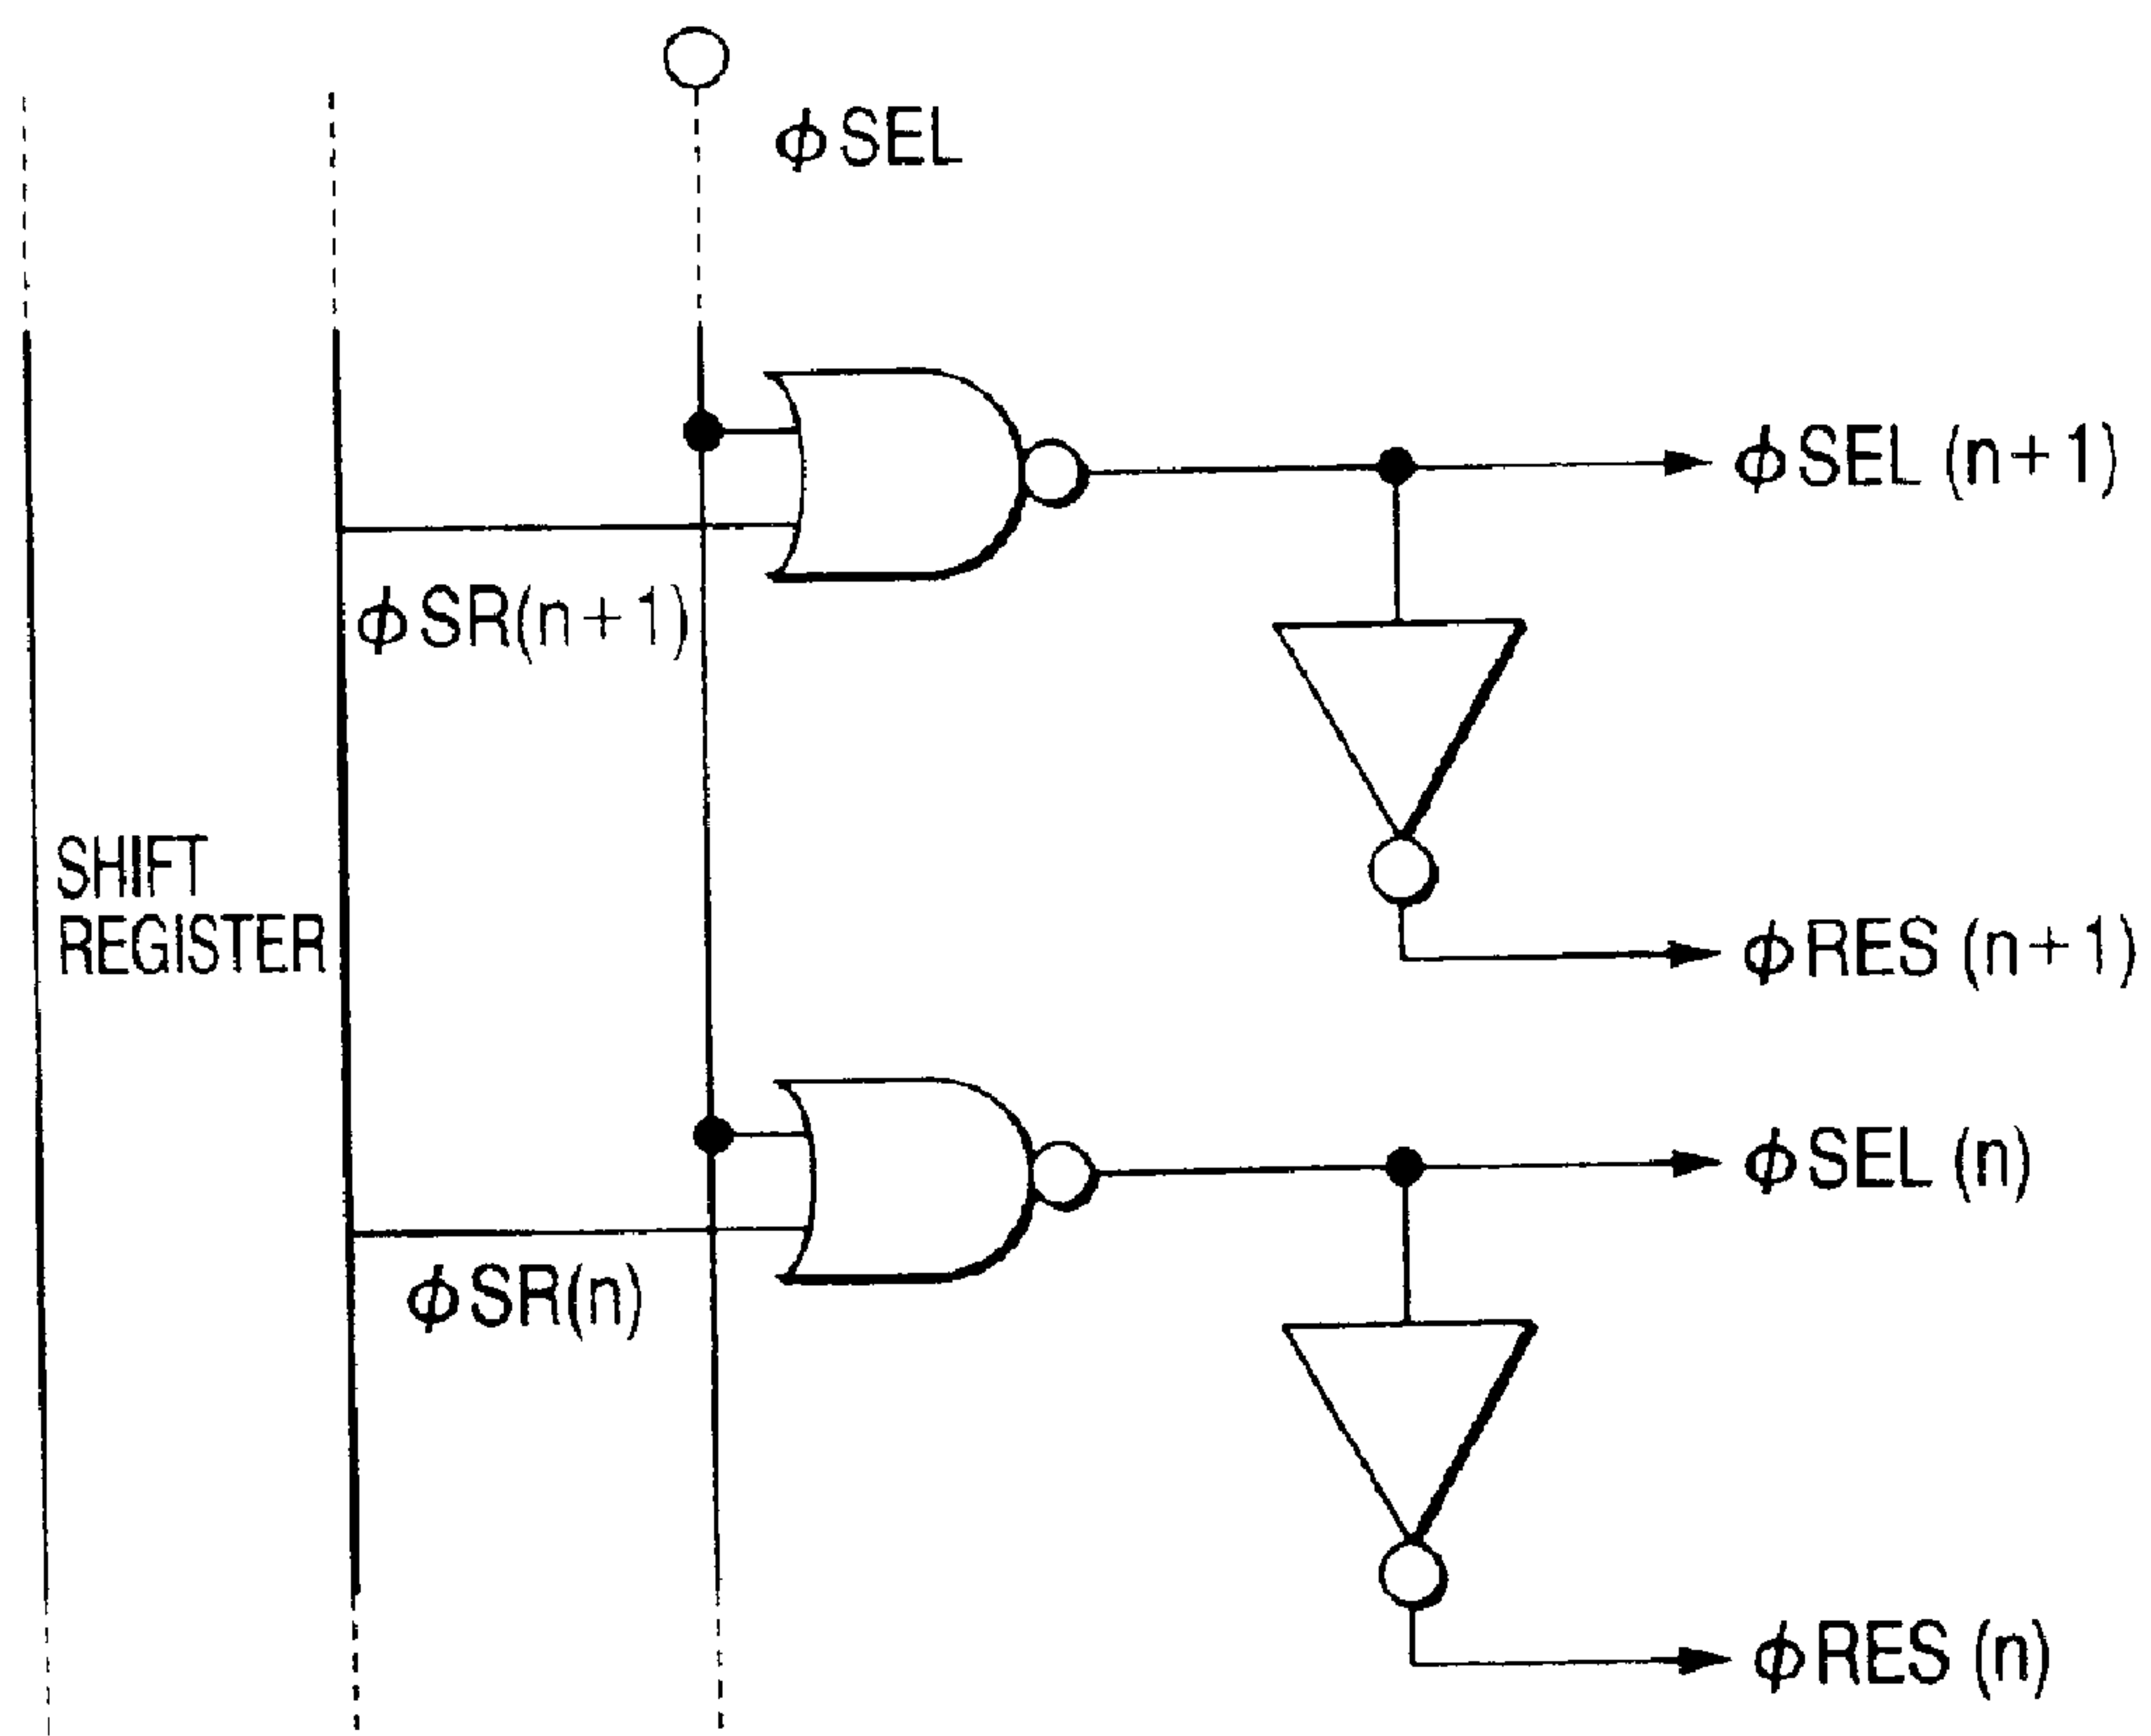 ϕSEL
ϕSEL (n+1)
ϕSR(n+1)
SHIFT
REGISTER
ϕRES (n+1)
ϕSEL (n)
ϕSR(n)
ϕRES (n)